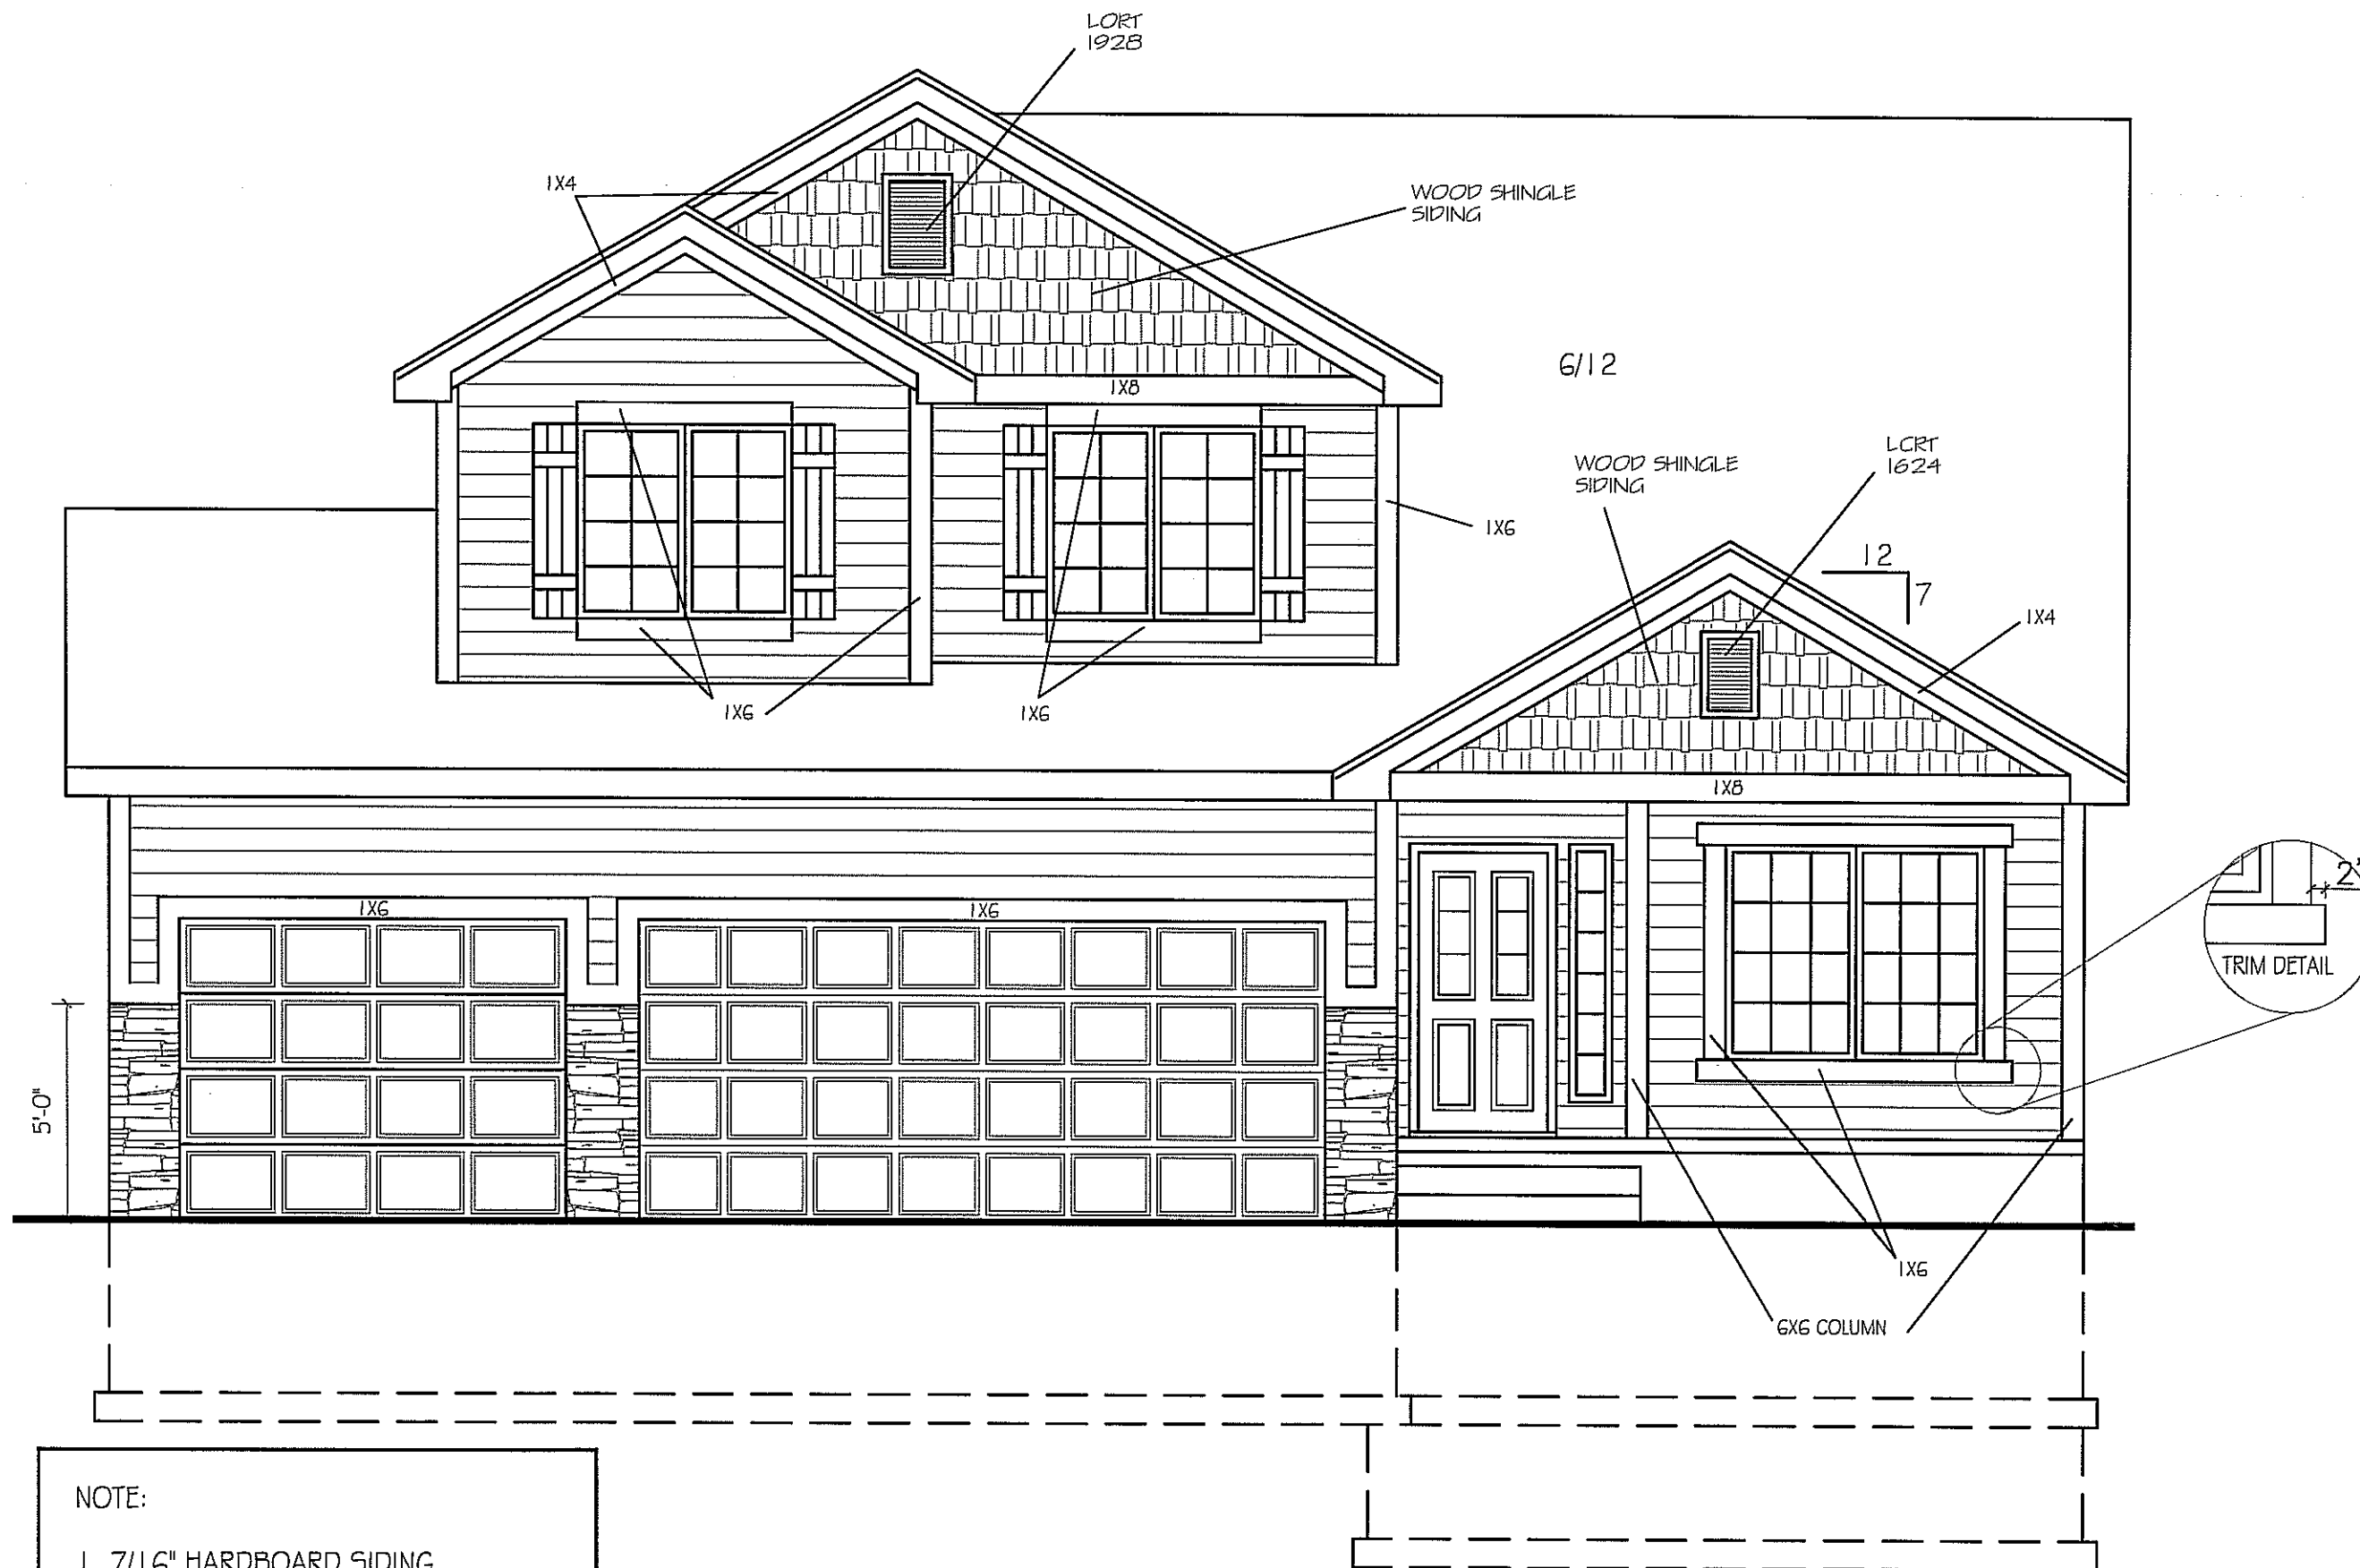 LORT
1928
1X4
WOOD SHINGLE
SIDING
6/12
1X8
LCRT
1624
WOOD SHINGLE
SIDING
1X6
12
7
1X4
1X6
1X6
1X8
1X6
1X6
TRIM DETAIL
5'-0"
1X6
6X6 COLUMN
NOTE:
1. 7/16" HARDBOARD SIDING